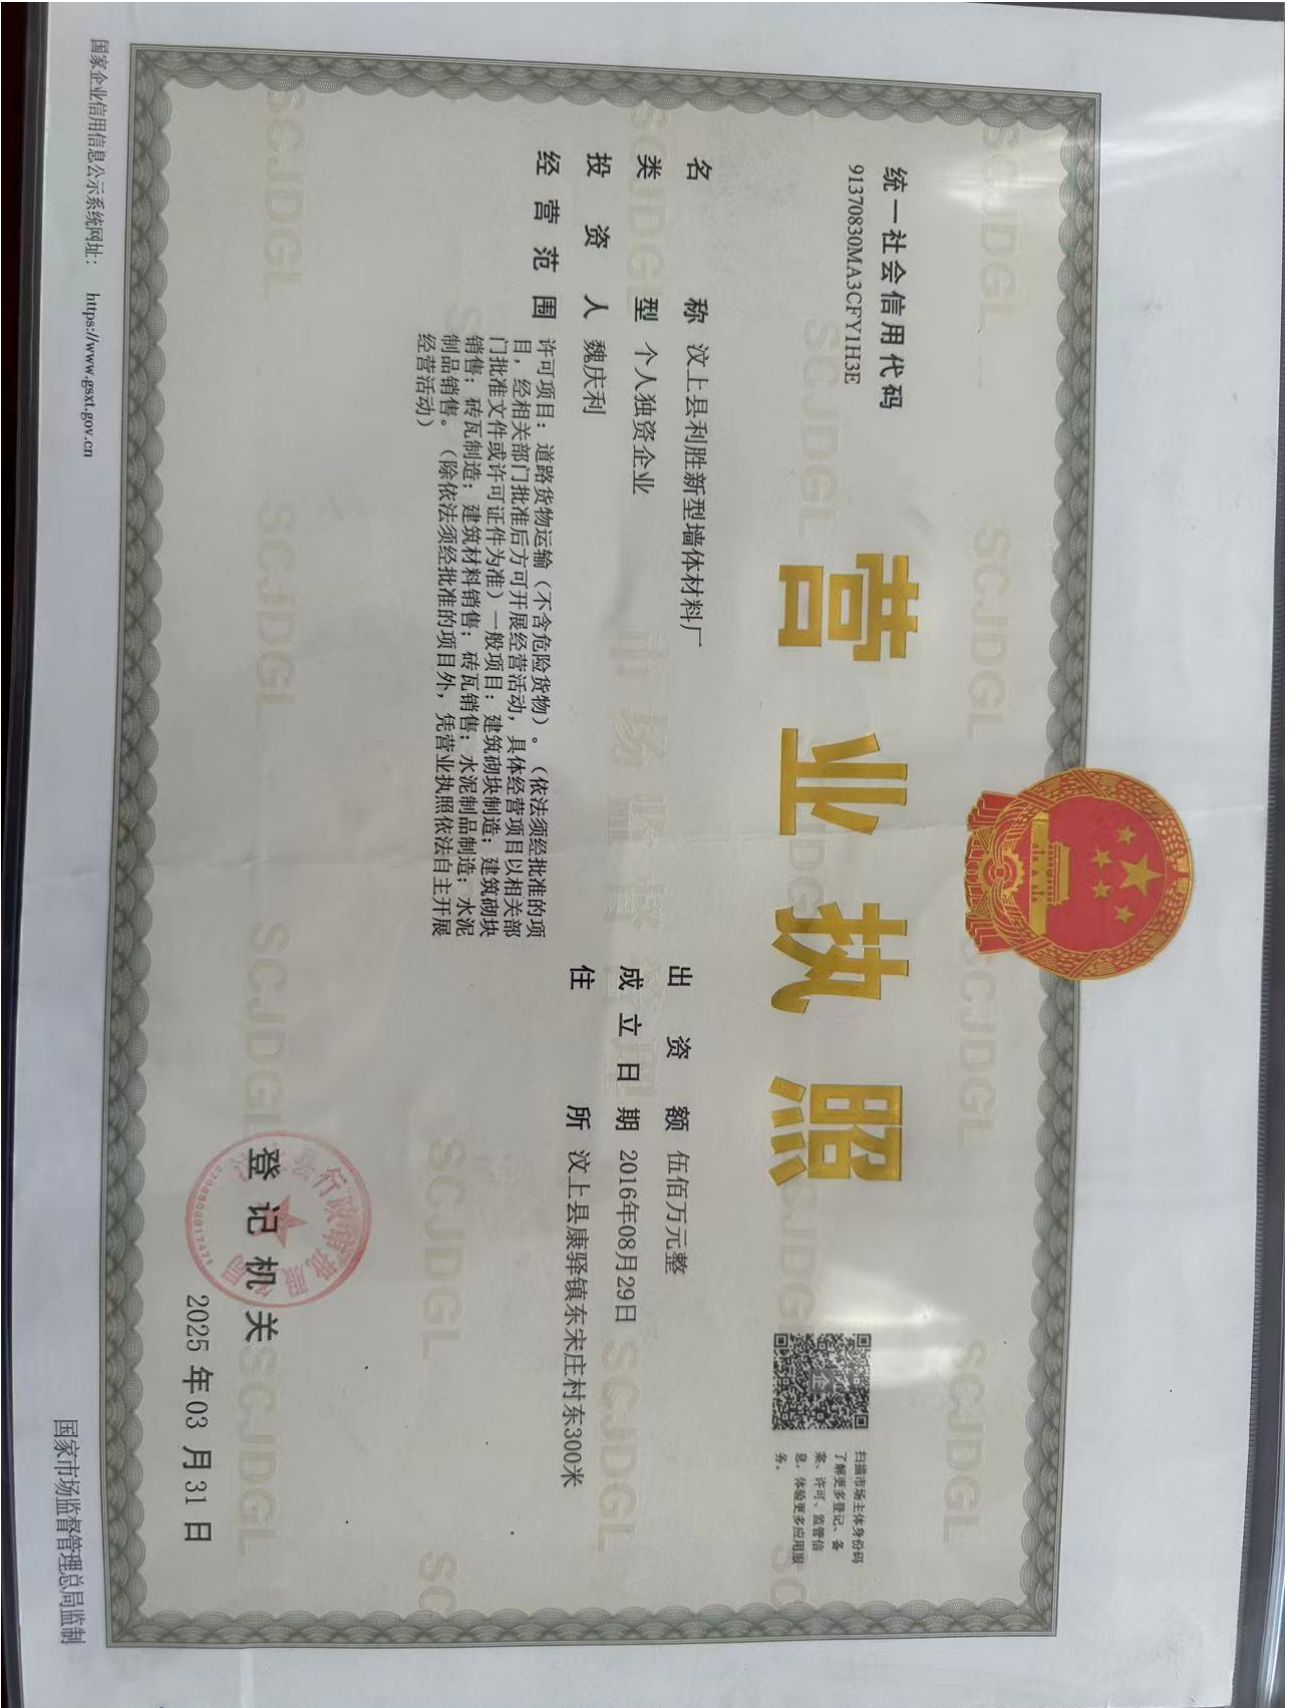 统一社会信用代码
91370830MA3CFY1H3E
营业执照
扫描市场主体身份码
了解更多登记、备
案、许可、监管信
息，体验更多应用服
务。
名称 汶上县利胜新型墙体材料厂
类型 个人独资企业
投资人 魏庆利
经营范围 许可项目：道路货物运输（不含危险货物）。（依法须经批准的项
目，经相关部门批准后方可开展经营活动，具体经营项目以相关部
门批准文件或许可证件为准）一般项目：建筑砌块制造；建筑砌块
销售；砖瓦制造；建筑材料销售；砖瓦销售；水泥制品制造；水泥
制品销售。（除依法须经批准的项目外，凭营业执照依法自主开展
经营活动）
出资额 伍佰万元整
成立日期 2016年08月29日
住所 汶上县康驿镇东宋庄村东300米
登记机关
2025年03月31日
国家企业信用信息公示系统网址： https://www.gsxt.gov.cn
国家市场监督管理总局监制